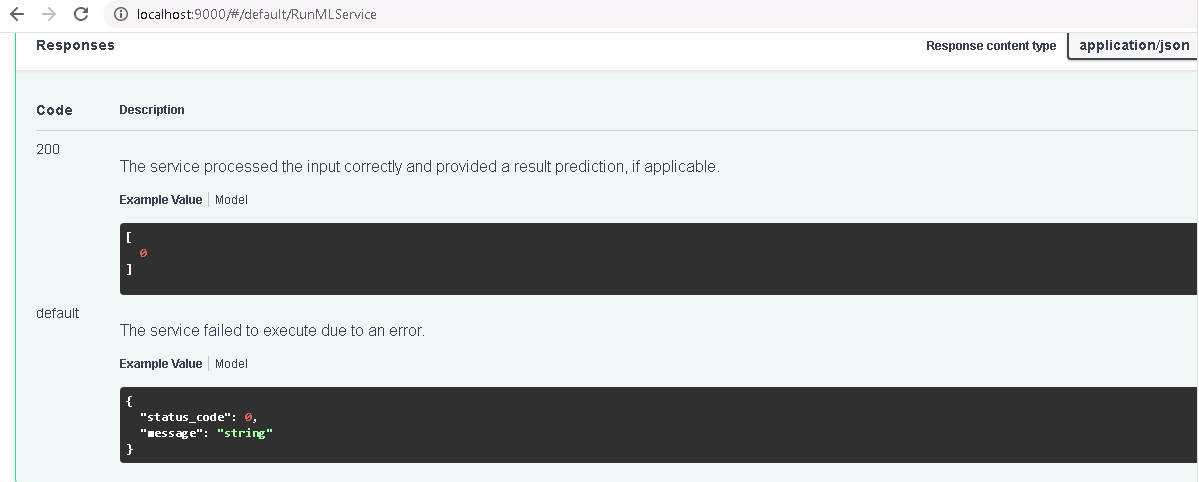 localhost:9000/#/default/RunMLService
Responses
Response content type
application/json
Code
Description
200
The service processed the input correctly and provided a result prediction, if applicable.
Example Value
Model
[
0
]
default
The service failed to execute due to an error.
Example Value
Model
{
"status_code": 0,
"message": "string"
}